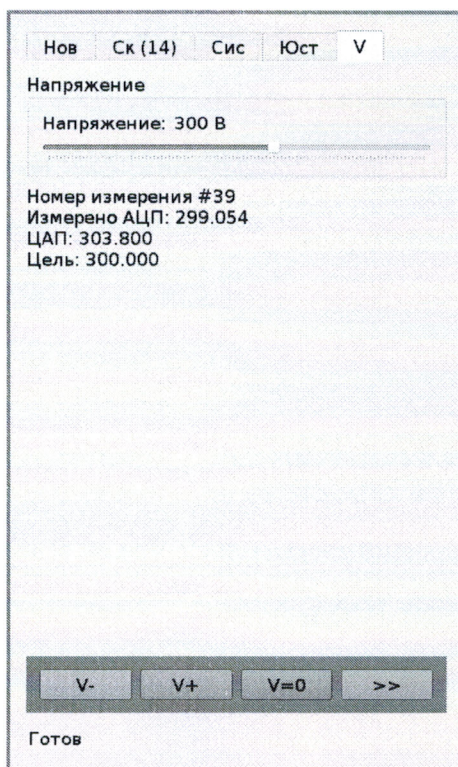 Нов Ск (14) Сис Юст V
Напряжение
Напряжение: 300 В
Номер измерения #39
Измерено АЦП: 299.054
ЦАП: 303.800
Цель: 300.000
V- V+ V=0 >>
Готов